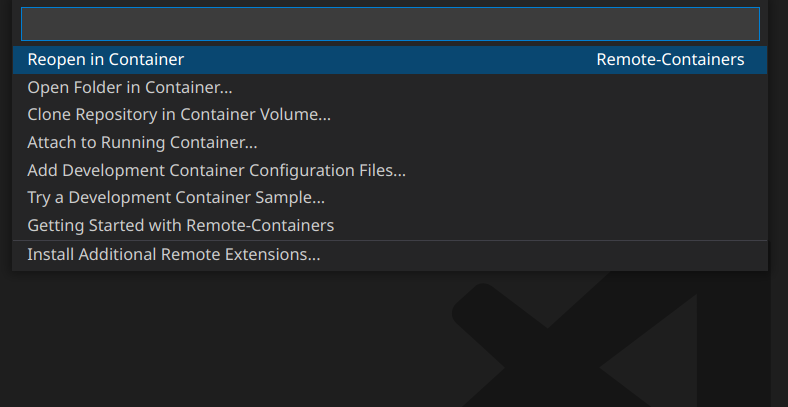 Reopen in Container Remote-Containers
Open Folder in Container...
Clone Repository in Container Volume...
Attach to Running Container...
Add Development Container Configuration Files...
Try a Development Container Sample...
Getting Started with Remote-Containers
Install Additional Remote Extensions...